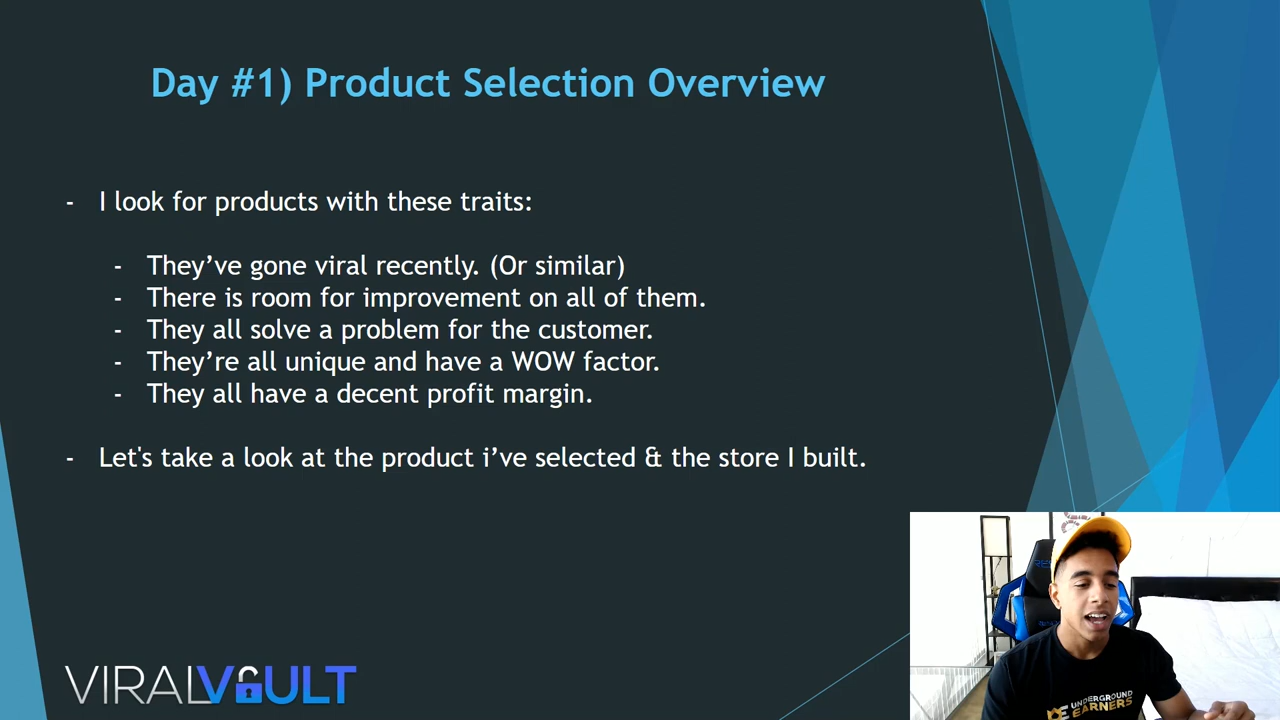 Day #1) Product Selection Overview
- I look for products with these traits:
- They've gone viral recently. (Or similar)
- There is room for improvement on all of them.
- They all solve a problem for the customer.
- They're all unique and have a WOW factor.
- They all have a decent profit margin.
- Let's take a look at the product i've selected & the store I built.
VIRALVAULT
UNDERGROUND
EARNERS